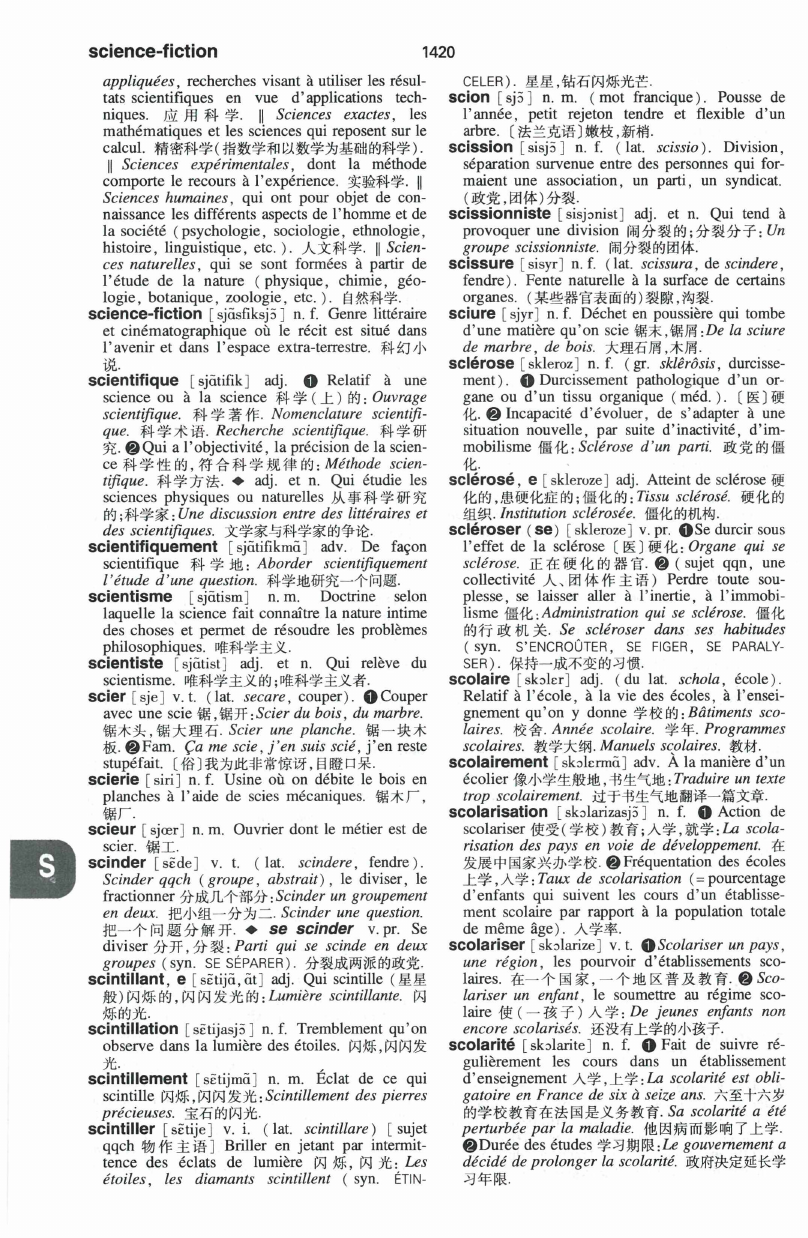 science-fiction
1420
appliquées, recherches visant à utiliser les résul-
tats scientifiques en vue d'applications tech-
niques. 应用科学. ‖ Sciences exactes, les
mathématiques et les sciences qui reposent sur le
calcul. 精密科学(指数学和以数学为基础的科学).
‖ Sciences expérimentales, dont la méthode
comporte le recours à l'expérience. 实验科学. ‖
Sciences humaines, qui ont pour objet de con-
naissance les différents aspects de l'homme et de
la société (psychologie, sociologie, ethnologie,
histoire, linguistique, etc.). 人文科学. ‖ Scien-
ces naturelles, qui se sont formées à partir de
l'étude de la nature (physique, chimie, géo-
logie, botanique, zoologie, etc.). 自然科学.
science-fiction [sjɑ̃sfiksjɔ̃] n. f. Genre littéraire
et cinématographique où le récit est situé dans
l'avenir et dans l'espace extra-terrestre. 科幻小
说.
scientifique [sjɑ̃tifik] adj. ❶ Relatif à une
science ou à la science 科学(上)的: Ouvrage
scientifique. 科学著作. Nomenclature scientifi-
que. 科学术语. Recherche scientifique. 科学研
究. ❷ Qui a l'objectivité, la précision de la scien-
ce 科学性的,符合科学规律的: Méthode scien-
tifique. 科学方法. ◆ adj. et n. Qui étudie les
sciences physiques ou naturelles 从事科学研究
的;科学家: Une discussion entre des littéraires et
des scientifiques. 文学家与科学家的争论.
scientifiquement [sjɑ̃tifikmɑ̃] adv. De façon
scientifique 科学地: Aborder scientifiquement
l'étude d'une question. 科学地研究一个问题.
scientisme [sjɑ̃tism] n. m. Doctrine selon
laquelle la science fait connaître la nature intime
des choses et permet de résoudre les problèmes
philosophiques. 唯科学主义.
scientiste [sjɑ̃tist] adj. et n. Qui relève du
scientisme. 唯科学主义的;唯科学主义者.
scier [sje] v. t. (lat. secare, couper). ❶ Couper
avec une scie 锯,锯开: Scier du bois, du marbre.
锯木头,锯大理石. Scier une planche. 锯一块木
板. ❷ Fam. Ça me scie, j'en suis scié, j'en reste
stupéfait. 〔俗〕我为此非常惊讶,目瞪口呆.
scierie [siri] n. f. Usine où on débite le bois en
planches à l'aide de scies mécaniques. 锯木厂,
锯厂.
scieur [sjœr] n. m. Ouvrier dont le métier est de
scier. 锯工.
S
scinder [sɛ̃de] v. t. (lat. scindere, fendre).
Scinder qqch (groupe, abstrait), le diviser, le
fractionner 分成几个部分: Scinder un groupement
en deux. 把小组一分为二. Scinder une question.
把一个问题分解开. ◆ se scinder v. pr. Se
diviser 分开,分裂: Parti qui se scinde en deux
groupes (syn. SE SÉPARER). 分裂成两派的政党.
scintillant, e [sɛ̃tijɑ̃, ɑ̃t] adj. Qui scintille (星星
般)闪烁的,闪闪发光的: Lumière scintillante. 闪
烁的光.
scintillation [sɛ̃tijasjɔ̃] n. f. Tremblement qu'on
observe dans la lumière des étoiles. 闪烁,闪闪发
光.
scintillement [sɛ̃tijmɑ̃] n. m. Éclat de ce qui
scintille 闪烁,闪闪发光: Scintillement des pierres
précieuses. 宝石的闪光.
scintiller [sɛ̃tije] v. i. (lat. scintillare) [sujet
qqch 物作主语] Briller en jetant par intermit-
tence des éclats de lumière 闪烁,闪光: Les
étoiles, les diamants scintillent (syn. ÉTIN-
CELER). 星星,钻石闪烁光芒.
scion [sjɔ̃] n. m. (mot francique). Pousse de
l'année, petit rejeton tendre et flexible d'un
arbre. 〔法兰克语〕嫩枝,新梢.
scission [sisjɔ̃] n. f. (lat. scissio). Division,
séparation survenue entre des personnes qui for-
maient une association, un parti, un syndicat.
(政党,团体)分裂.
scissionniste [sisjɔnist] adj. et n. Qui tend à
provoquer une division 闹分裂的;分裂分子: Un
groupe scissionniste. 闹分裂的团体.
scissure [sisyr] n. f. (lat. scissura, de scindere,
fendre). Fente naturelle à la surface de certains
organes. (某些器官表面的)裂隙,沟裂.
sciure [sjyr] n. f. Déchet en poussière qui tombe
d'une matière qu'on scie 锯末,锯屑: De la sciure
de marbre, de bois. 大理石屑,木屑.
sclérose [skleroz] n. f. (gr. sklêrôsis, durcisse-
ment). ❶ Durcissement pathologique d'un or-
gane ou d'un tissu organique (méd.). 〔医〕硬
化. ❷ Incapacité d'évoluer, de s'adapter à une
situation nouvelle, par suite d'inactivité, d'im-
mobilisme 僵化: Sclérose d'un parti. 政党的僵
化.
sclérosé, e [skleroze] adj. Atteint de sclérose 硬
化的,患硬化症的;僵化的: Tissu sclérosé. 硬化的
组织. Institution sclérosée. 僵化的机构.
scléroser (se) [skleroze] v. pr. ❶ Se durcir sous
l'effet de la sclérose 〔医〕硬化: Organe qui se
sclérose. 正在硬化的器官. ❷ (sujet qqn, une
collectivité 人、团体作主语) Perdre toute sou-
plesse, se laisser aller à l'inertie, à l'immobi-
lisme 僵化: Administration qui se sclérose. 僵化
的行政机关. Se scléroser dans ses habitudes
(syn. S'ENCROÛTER, SE FIGER, SE PARALY-
SER). 保持一成不变的习惯.
scolaire [skɔlɛr] adj. (du lat. schola, école).
Relatif à l'école, à la vie des écoles, à l'ensei-
gnement qu'on y donne 学校的: Bâtiments sco-
laires. 校舍. Année scolaire. 学年. Programmes
scolaires. 教学大纲. Manuels scolaires. 教材.
scolairement [skɔlɛrmɑ̃] adv. À la manière d'un
écolier 像小学生般地,书生气地: Traduire un texte
trop scolairement. 过于书生气地翻译一篇文章.
scolarisation [skɔlarizasjɔ̃] n. f. ❶ Action de
scolariser 使受(学校)教育;入学,就学: La scola-
risation des pays en voie de développement. 在
发展中国家兴办学校. ❷ Fréquentation des écoles
上学,入学: Taux de scolarisation (= pourcentage
d'enfants qui suivent les cours d'un établisse-
ment scolaire par rapport à la population totale
de même âge). 入学率.
scolariser [skɔlarize] v. t. ❶ Scolariser un pays,
une région, les pourvoir d'établissements sco-
laires. 在一个国家,一个地区普及教育. ❷ Sco-
lariser un enfant, le soumettre au régime sco-
laire 使(一孩子)入学: De jeunes enfants non
encore scolarisés. 还没有上学的小孩子.
scolarité [skɔlarite] n. f. ❶ Fait de suivre ré-
gulièrement les cours dans un établissement
d'enseignement 入学,上学: La scolarité est obli-
gatoire en France de six à seize ans. 六至十六岁
的学校教育在法国是义务教育. Sa scolarité a été
perturbée par la maladie. 他因病而影响了上学.
❷ Durée des études 学习期限: Le gouvernement a
décidé de prolonger la scolarité. 政府决定延长学
习年限.